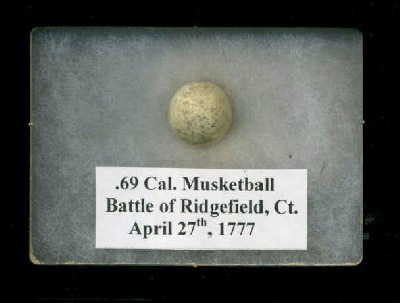 .69 Cal. Musketball
Battle of Ridgefield, Ct.
April 27th, 1777